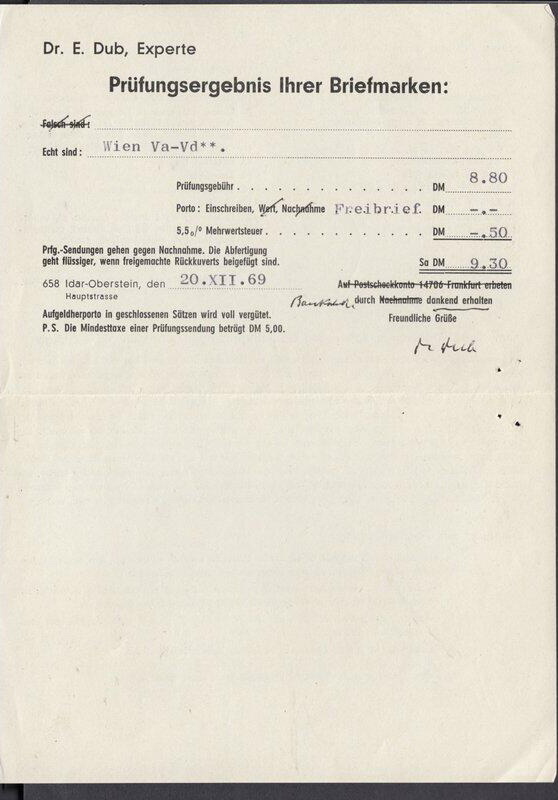 Dr. E. Dub, Experte
Prüfungsergebnis Ihrer Briefmarken:
Falsch sind:
Echt sind: Wien Va-Vd**.
Prüfungsgebühr . . . . . . . . . . . . . . DM 8.80
Porto: Einschreiben, Wert, Nachnahme Freibrief. DM -.-
5,5% Mehrwertsteuer . . . . . . . . . . . . DM -.50
Prfg.-Sendungen gehen gegen Nachnahme. Die Abfertigung
geht flüssiger, wenn freigemachte Rückkuverts beigefügt sind.
Sa DM 9.30
658 Idar-Oberstein, den 20.XII.69
Hauptstrasse
Auf Postscheckkonto 14706 Frankfurt erbeten
durch Nachnahme dankend erhalten
Aufgeldherporto in geschlossenen Sätzen wird voll vergütet.
Freundliche Grüße
P.S. Die Mindesttaxe einer Prüfungssendung beträgt DM 5,00.
Dr Dub